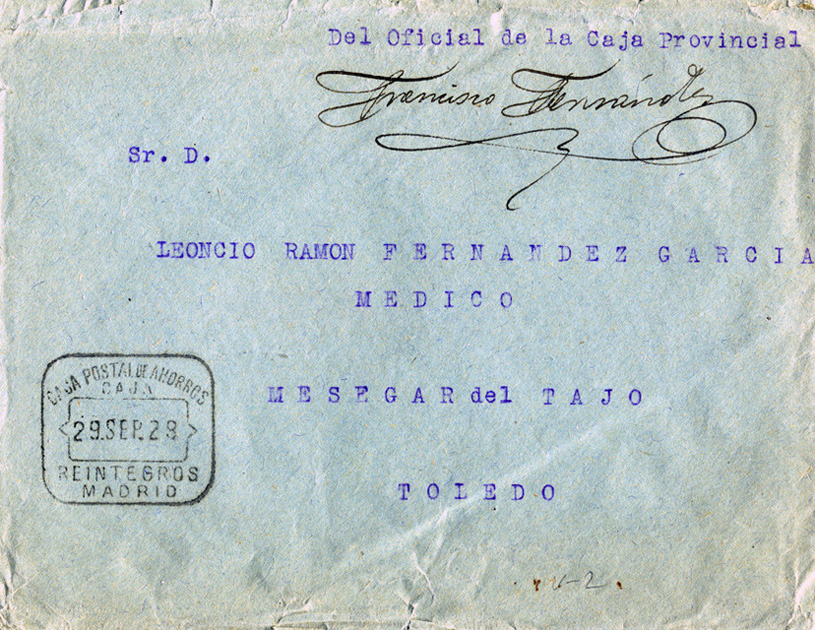 Del Oficial de la Caja Provincial
Francisco Fernández
Sr. D.
LEONCIO RAMON FERNANDEZ GARCIA
MEDICO
MESEGAR del TAJO
TOLEDO
CAJA POSTAL DE AHORROS
CAJA
29.SEP.28
REINTEGROS
MADRID